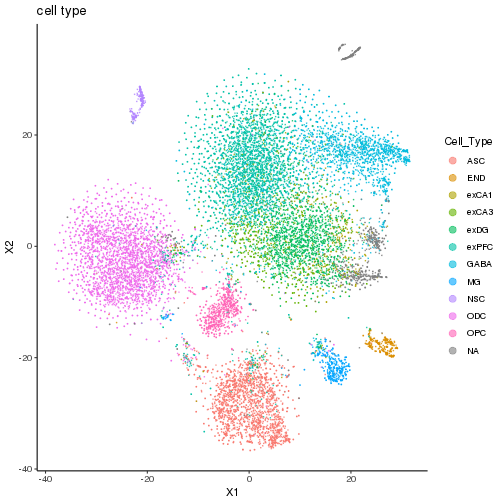 cell type
X2
20
0
-20
-40
-40
-20
0
20
X1
Cell_Type
ASC
END
exCA1
exCA3
exDG
exPFC
GABA
MG
NSC
ODC
OPC
NA